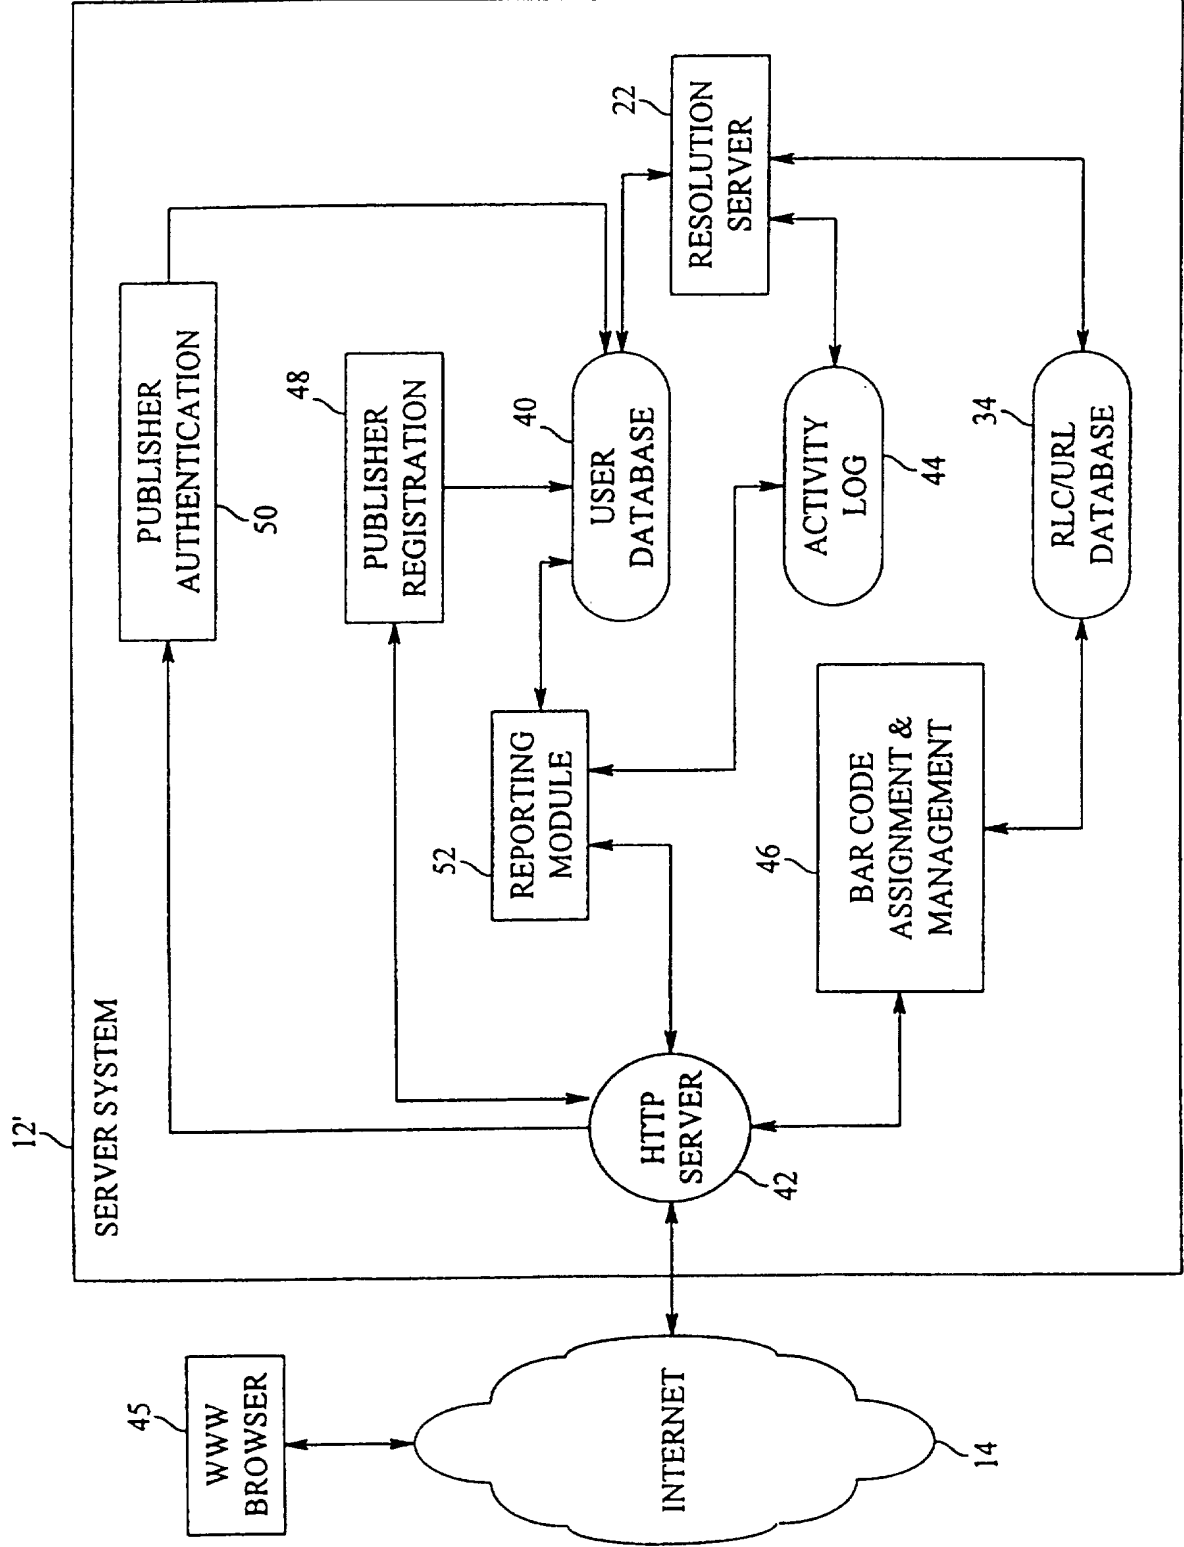 12'
SERVER SYSTEM
45
WWW
BROWSER
INTERNET
14
HTTP
SERVER
42
PUBLISHER
AUTHENTICATION
50
48
PUBLISHER
REGISTRATION
52
REPORTING
MODULE
40
USER
DATABASE
22
RESOLUTION
SERVER
ACTIVITY
LOG
44
46
BAR CODE
ASSIGNMENT &
MANAGEMENT
34
RLC/URL
DATABASE